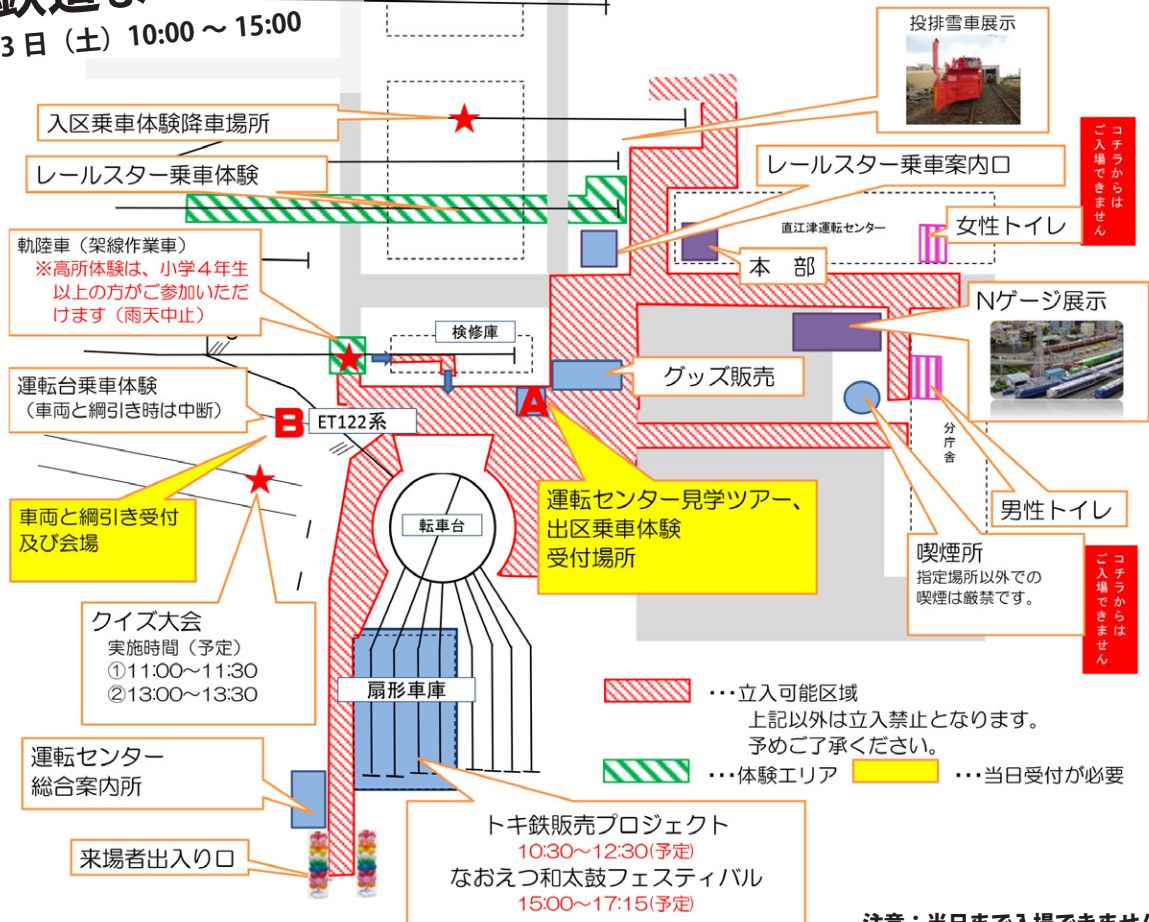 3日（土）10:00～15:00
投排雪車展示
入区乗車体験降車場所
レールスター乗車体験
レールスター乗車案内口
コチラからは
ご入場できません
直江津運転センター
女性トイレ
本　部
軌陸車（架線作業車）
※高所体験は、小学４年生
以上の方がご参加いただ
けます（雨天中止）
Nゲージ展示
検修庫
グッズ販売
運転台乗車体験
（車両と綱引き時は中断）
B
ET122系
A
分庁舎
車両と綱引き受付
及び会場
運転センター見学ツアー、
出区乗車体験
受付場所
転車台
男性トイレ
喫煙所
指定場所以外での
喫煙は厳禁です。
コチラからは
ご入場できません
クイズ大会
実施時間（予定）
①11:00～11:30
②13:00～13:30
扇形車庫
･･･立入可能区域
上記以外は立入禁止となります。
予めご了承ください。
･･･体験エリア
･･･当日受付が必要
運転センター
総合案内所
来場者出入り口
トキ鉄販売プロジェクト
10:30～12:30(予定)
なおえつ和太鼓フェスティバル
15:00～17:15(予定)